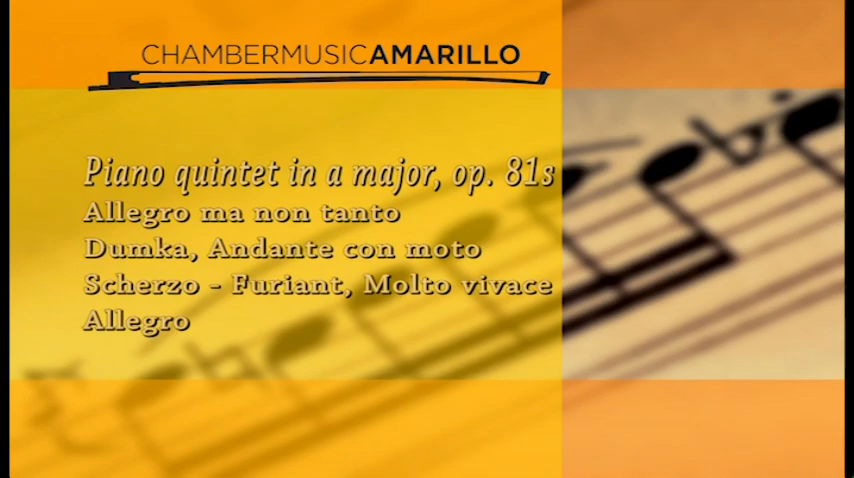 CHAMBERMUSICAMARILLO
Piano quintet in a major, op. 81s
Allegro ma non tanto
Dumka, Andante con moto
Scherzo - Furiant, Molto vivace
Allegro